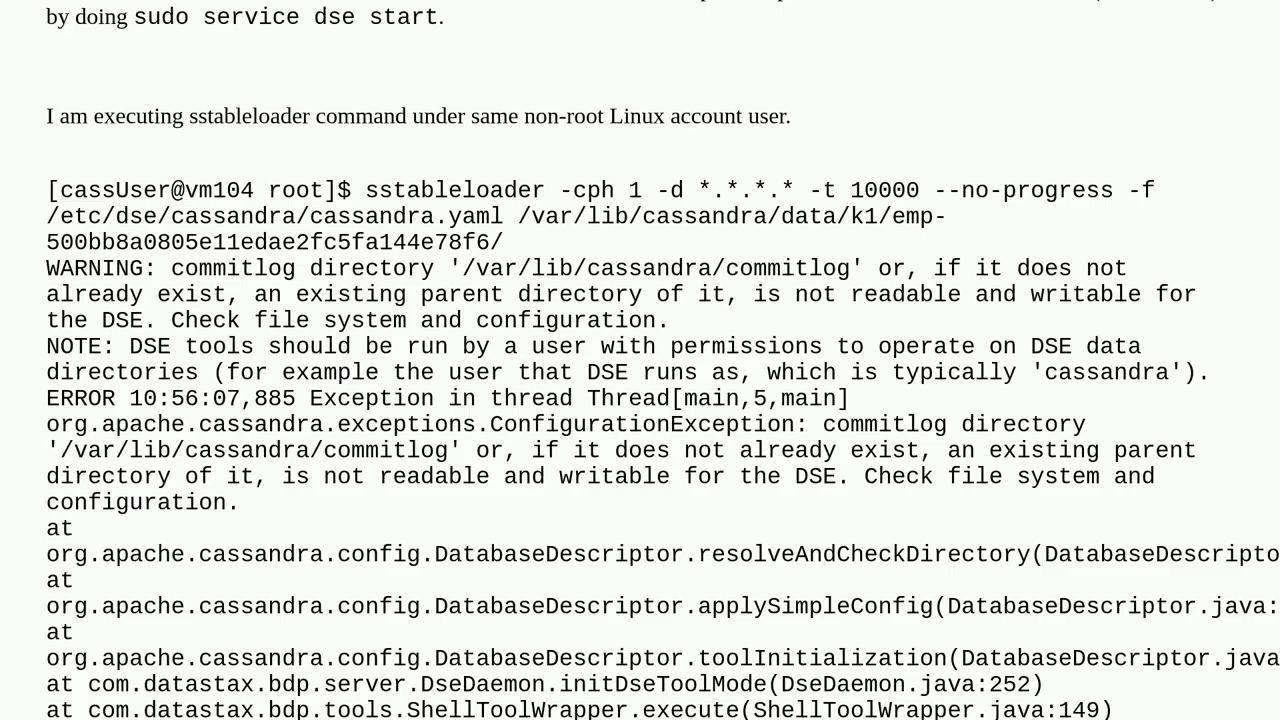 by doing sudo service dse start.
I am executing sstableloader command under same non-root Linux account user.
[cassUser@vm104 root]$ sstableloader -cph 1 -d *.*.*.* -t 10000 --no-progress -f
/etc/dse/cassandra/cassandra.yaml /var/lib/cassandra/data/k1/emp-
500bb8a0805e11edae2fc5fa144e78f6/
WARNING: commitlog directory '/var/lib/cassandra/commitlog' or, if it does not
already exist, an existing parent directory of it, is not readable and writable for
the DSE. Check file system and configuration.
NOTE: DSE tools should be run by a user with permissions to operate on DSE data
directories (for example the user that DSE runs as, which is typically 'cassandra').
ERROR 10:56:07,885 Exception in thread Thread[main,5,main]
org.apache.cassandra.exceptions.ConfigurationException: commitlog directory
'/var/lib/cassandra/commitlog' or, if it does not already exist, an existing parent
directory of it, is not readable and writable for the DSE. Check file system and
configuration.
at
org.apache.cassandra.config.DatabaseDescriptor.resolveAndCheckDirectory(DatabaseDescripto
at
org.apache.cassandra.config.DatabaseDescriptor.applySimpleConfig(DatabaseDescriptor.java:
at
org.apache.cassandra.config.DatabaseDescriptor.toolInitialization(DatabaseDescriptor.java
at com.datastax.bdp.server.DseDaemon.initDseToolMode(DseDaemon.java:252)
at com.datastax.bdp.tools.ShellToolWrapper.execute(ShellToolWrapper.java:149)